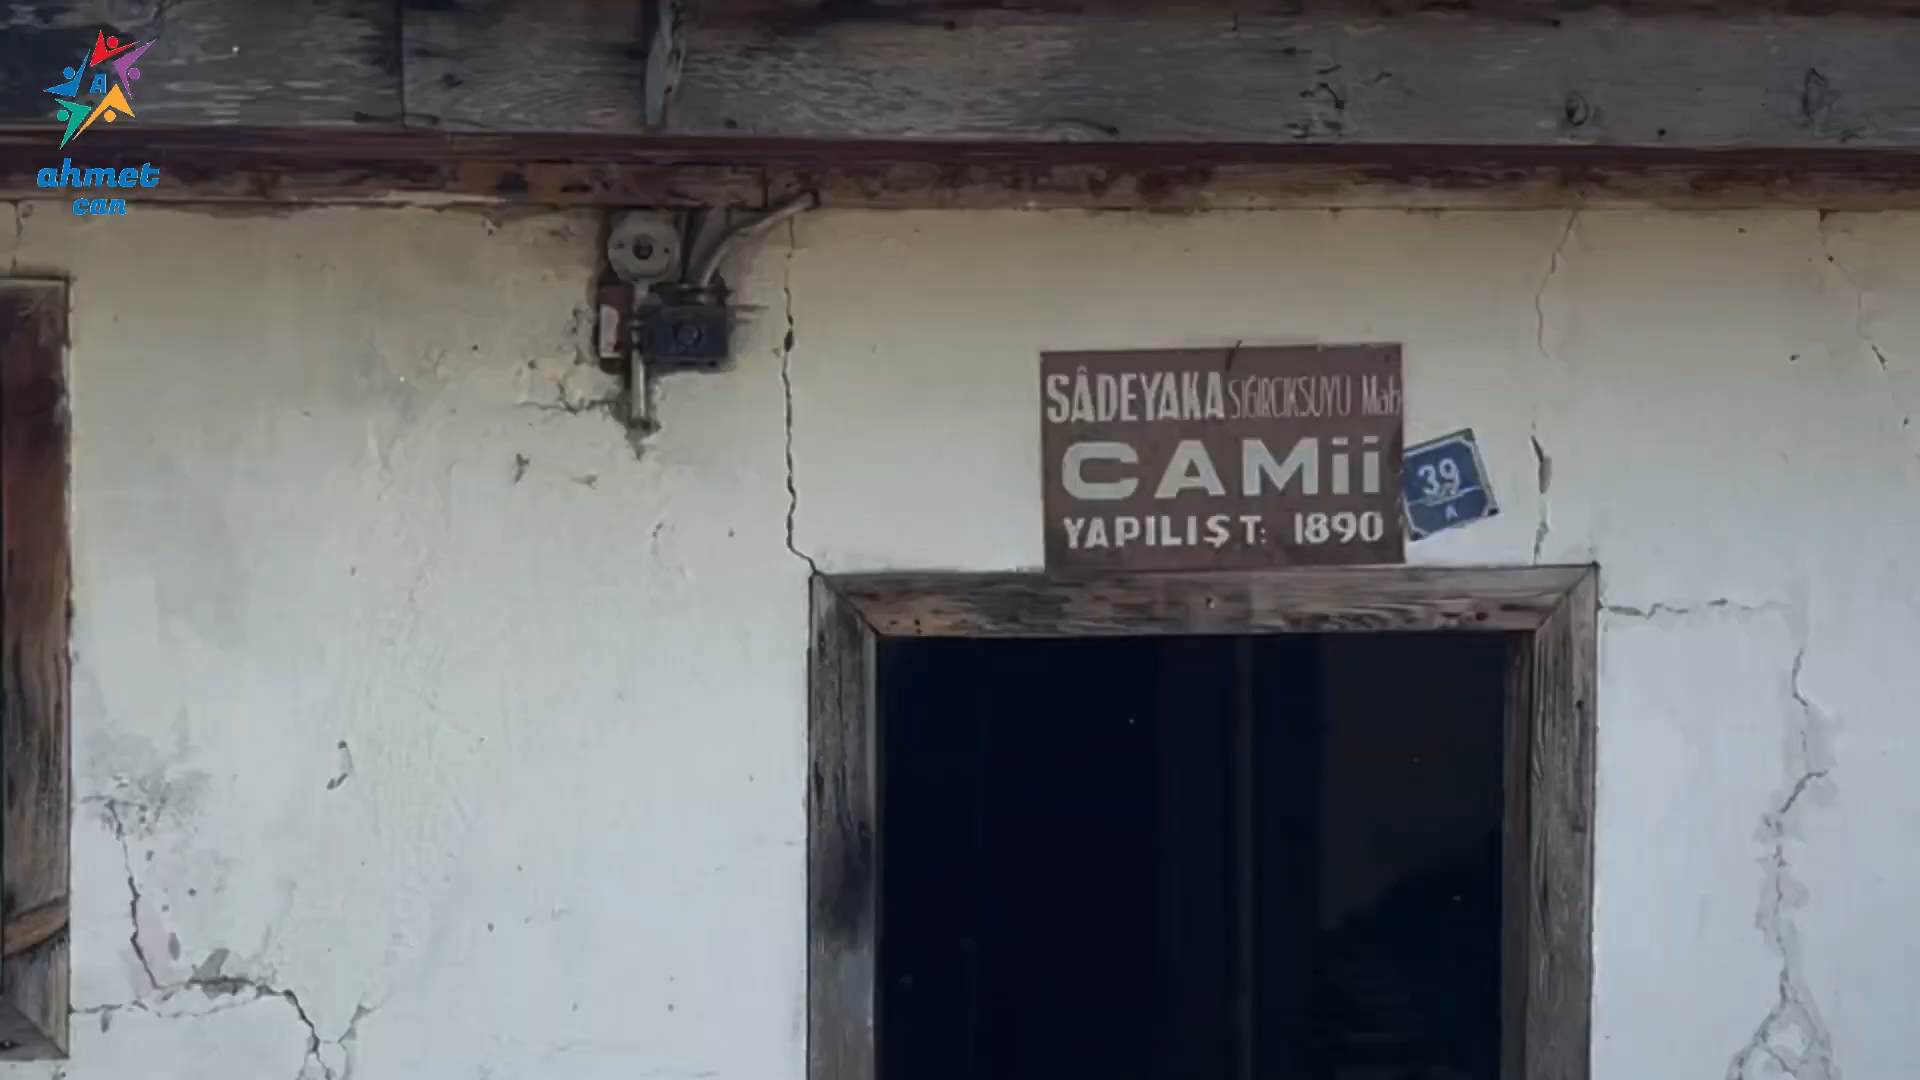 A
ahmet
can
SÂDEYAKA SIĞIRCIKSUYU Mah
CAMii
YAPILIŞ T: 1890
39
A